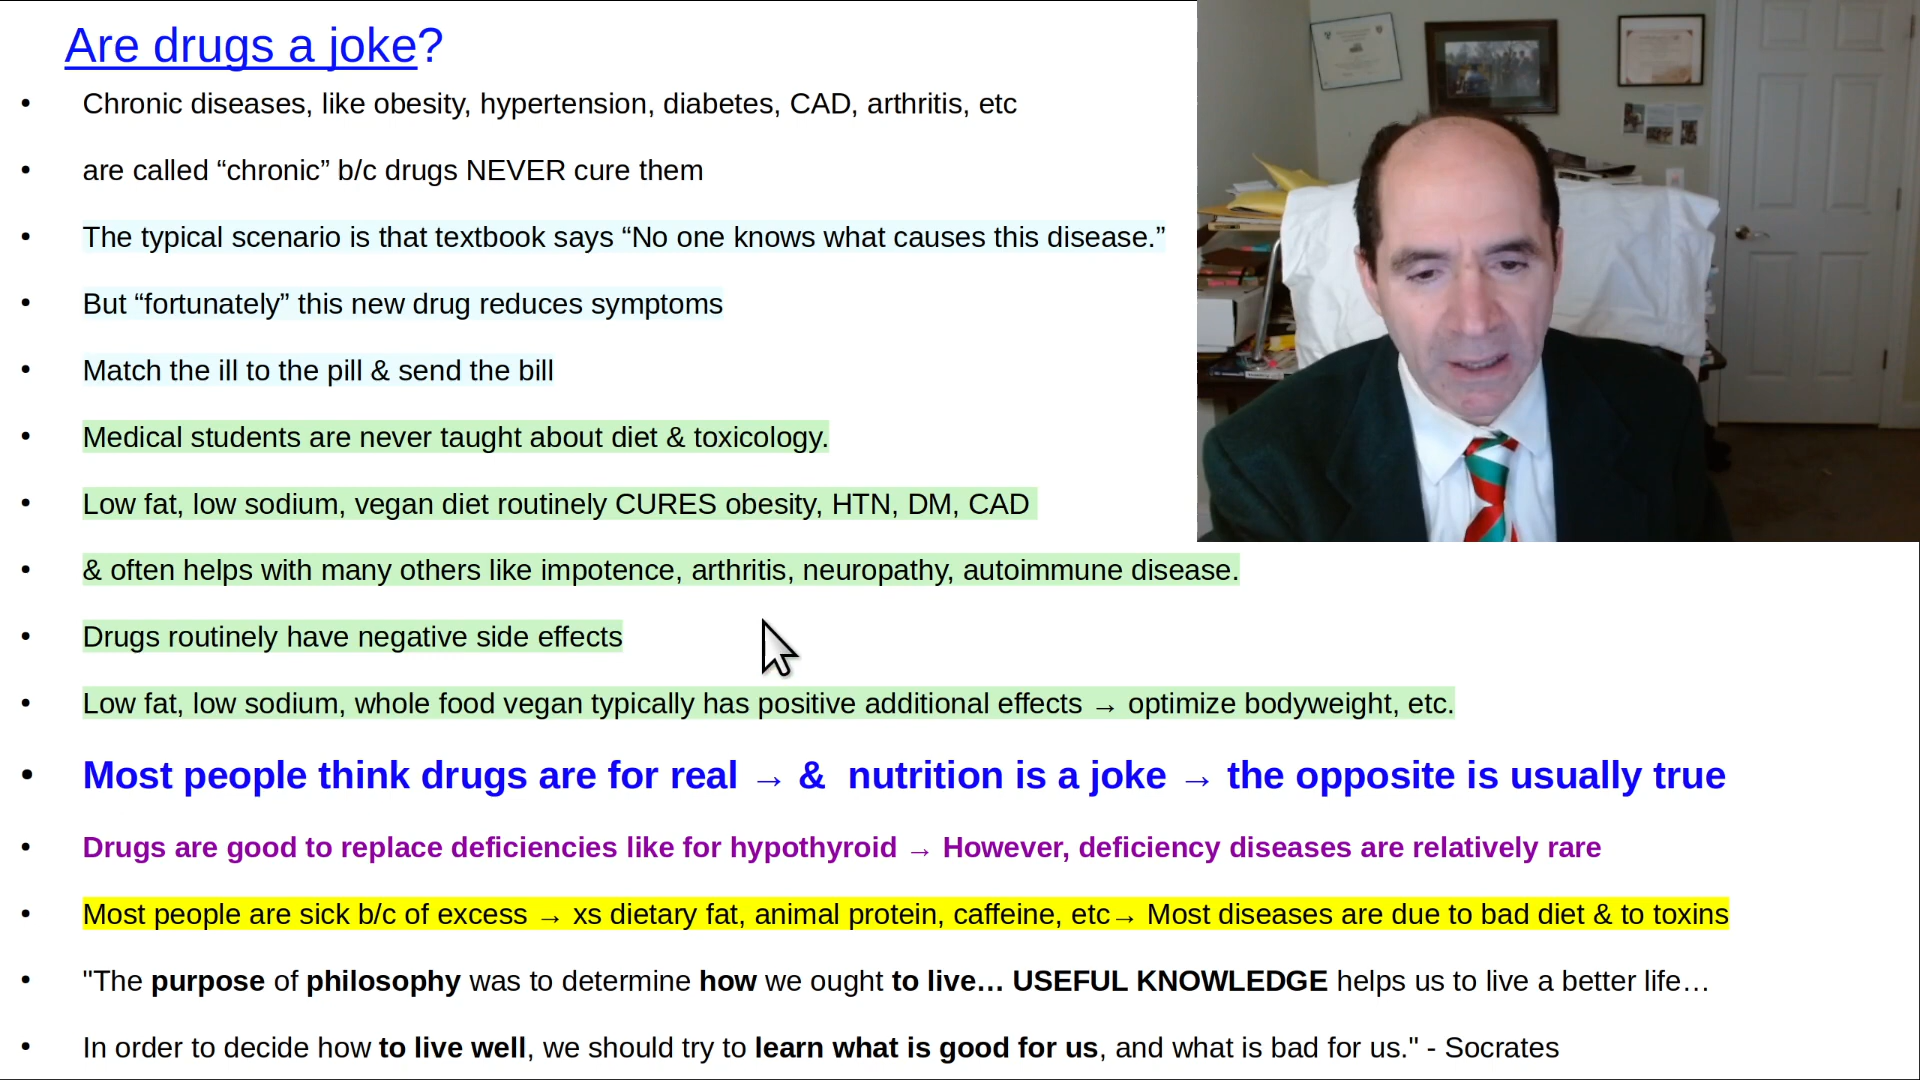 Are drugs a joke?
• Chronic diseases, like obesity, hypertension, diabetes, CAD, arthritis, etc
• are called “chronic” b/c drugs NEVER cure them
• The typical scenario is that textbook says “No one knows what causes this disease.”
• But “fortunately” this new drug reduces symptoms
• Match the ill to the pill & send the bill
• Medical students are never taught about diet & toxicology.
• Low fat, low sodium, vegan diet routinely CURES obesity, HTN, DM, CAD
• & often helps with many others like impotence, arthritis, neuropathy, autoimmune disease.
• Drugs routinely have negative side effects
• Low fat, low sodium, whole food vegan typically has positive additional effects → optimize bodyweight, etc.
• Most people think drugs are for real → &  nutrition is a joke → the opposite is usually true
• Drugs are good to replace deficiencies like for hypothyroid → However, deficiency diseases are relatively rare
• Most people are sick b/c of excess → xs dietary fat, animal protein, caffeine, etc→ Most diseases are due to bad diet & to toxins
• "The purpose of philosophy was to determine how we ought to live… USEFUL KNOWLEDGE helps us to live a better life…
• In order to decide how to live well, we should try to learn what is good for us, and what is bad for us." - Socrates